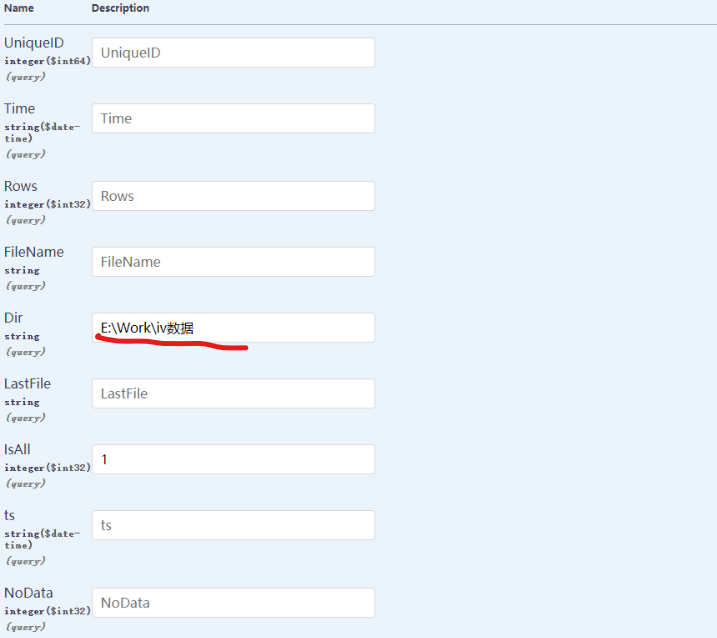 Name Description
UniqueID
integer($int64)
(query)
UniqueID
Time
string($date-
time)
(query)
Time
Rows
integer($int32)
(query)
Rows
FileName
string
(query)
FileName
Dir
string
(query)
E:\Work\iv数据
LastFile
string
(query)
LastFile
IsAll
integer($int32)
(query)
1
ts
string($date-
time)
(query)
ts
NoData
integer($int32)
(query)
NoData